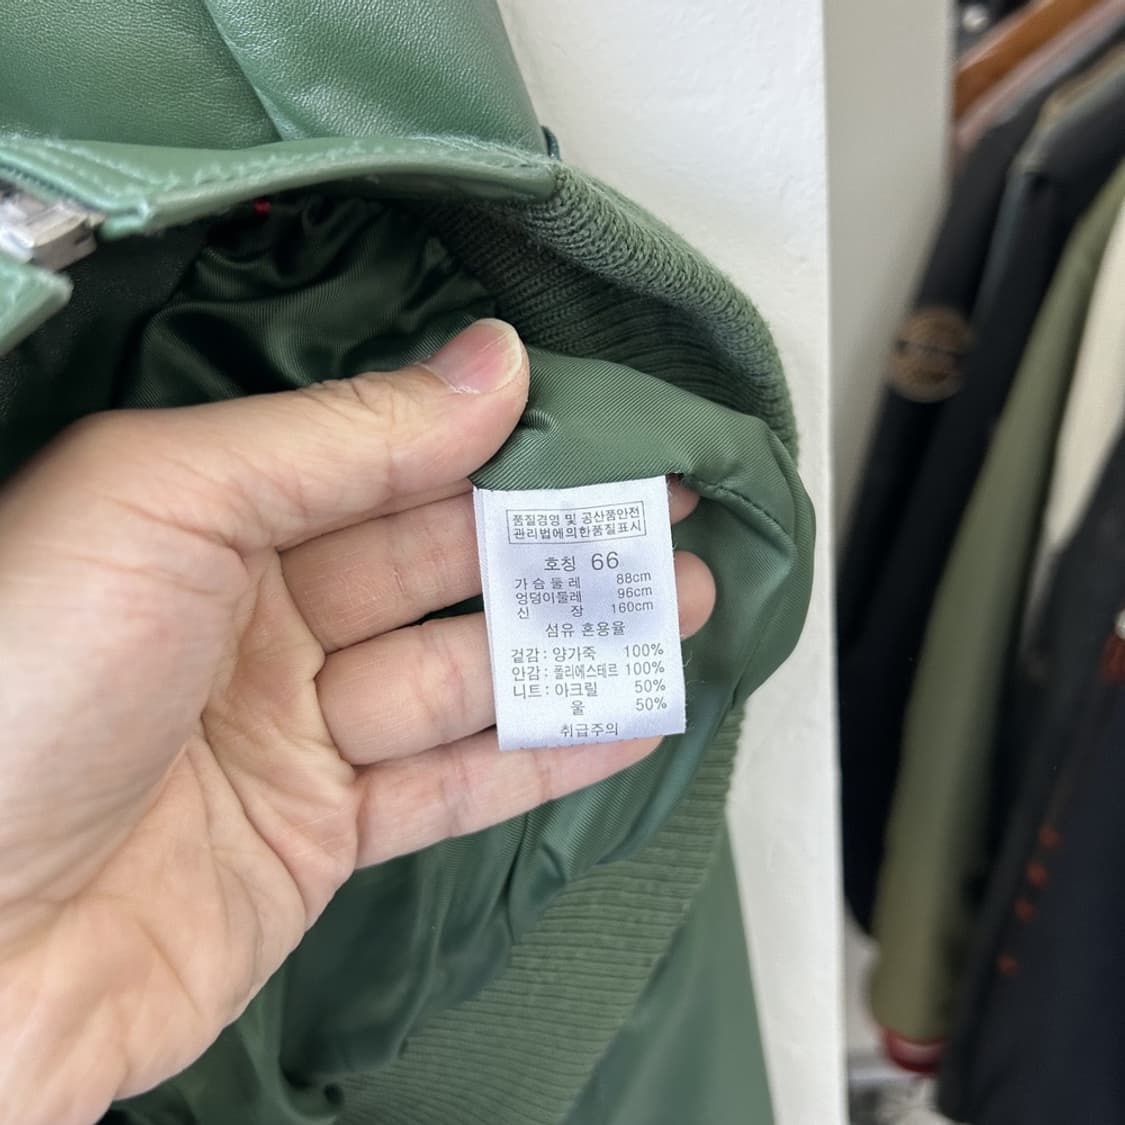 품질경영 및 공산품안전
관리법에의한품질표시
호칭 66
가슴둘레 88cm
엉덩이둘레 96cm
신 장 160cm
섬유 혼용율
겉감: 양가죽 100%
안감: 폴리에스테르 100%
니트: 아크릴 50%
울 50%
취급주의